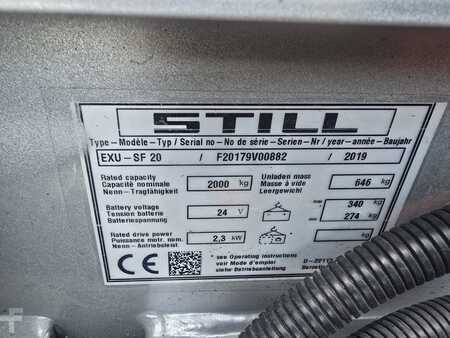 STILL
Type – Modèle – Typ / Serial no – No de série – Serien – Nr / year – année – Baujahr
EXU – SF 20 / F20179V00882 / 2019
Rated capacity
Capacité nominale 2000 kg
Nenn – Tragfähigkeit
Unladen mass
Masse à vide 646 kg
Leergewicht
Battery voltage
Tension batterie 24 V
Batteriespannung
max 340 kg
min 274 kg
Rated drive power
Puissance motr. nom. 2,3 kW
Nenn – Antriebsleist
kg
CE
* see Operating instructions
voir Mode d'emploi
siehe Betriebsanleitung
F